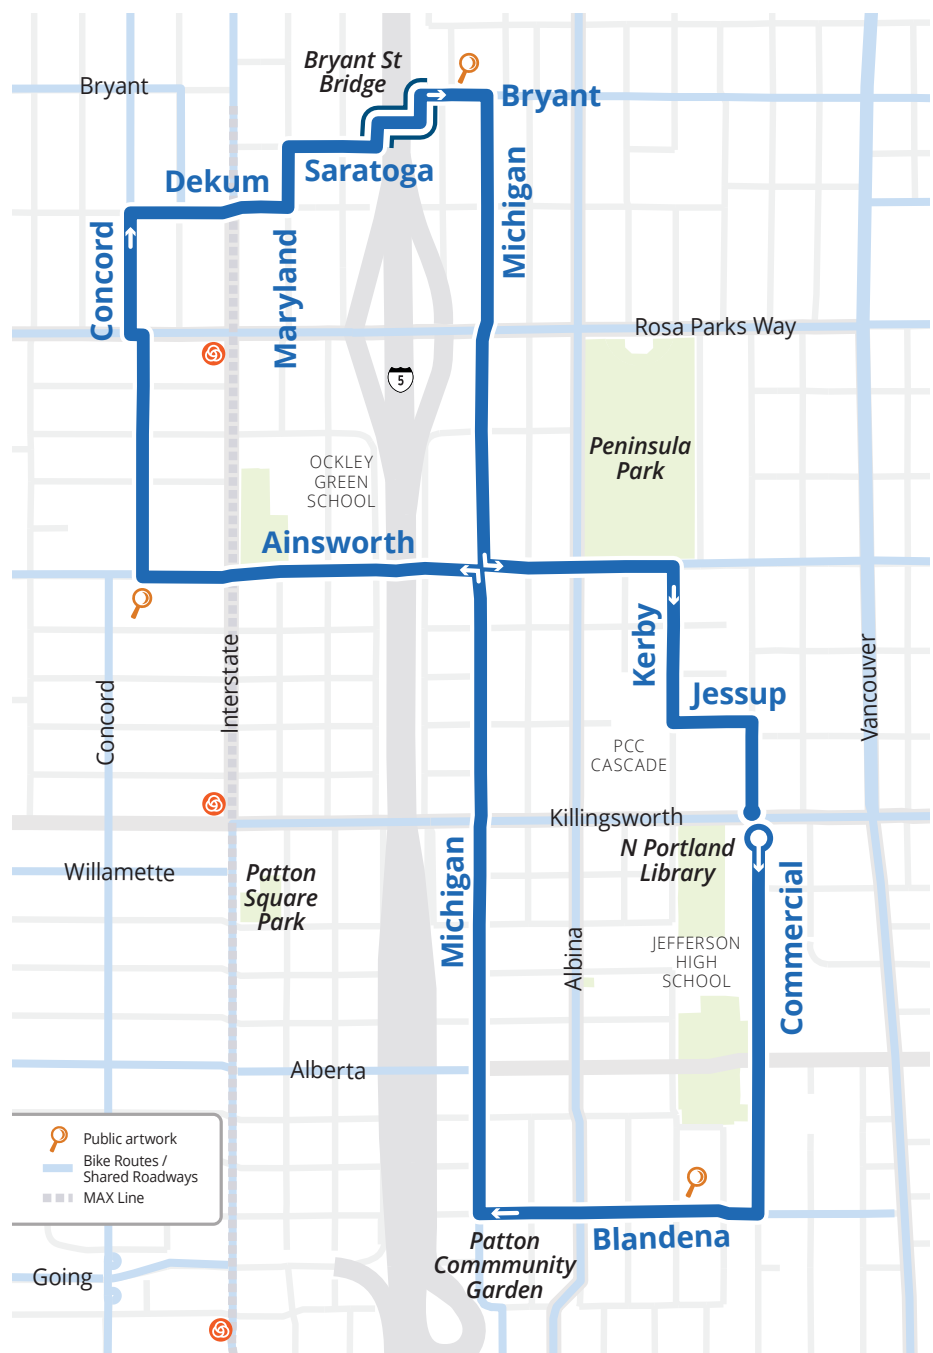 Bryant St
Bridge
Bryant
Bryant
Saratoga
Dekum
Michigan
Concord
Maryland
Rosa Parks Way
5
Peninsula
Park
OCKLEY
GREEN
SCHOOL
Ainsworth
Kerby
Interstate
Concord
Vancouver
Jessup
PCC
CASCADE
Killingsworth
N Portland
Library
Willamette
Patton
Square
Park
Michigan
Albina
JEFFERSON
HIGH
SCHOOL
Commercial
Alberta
Public artwork
Bike Routes /
Shared Roadways
MAX Line
Blandena
Patton
Commmunity
Garden
Going